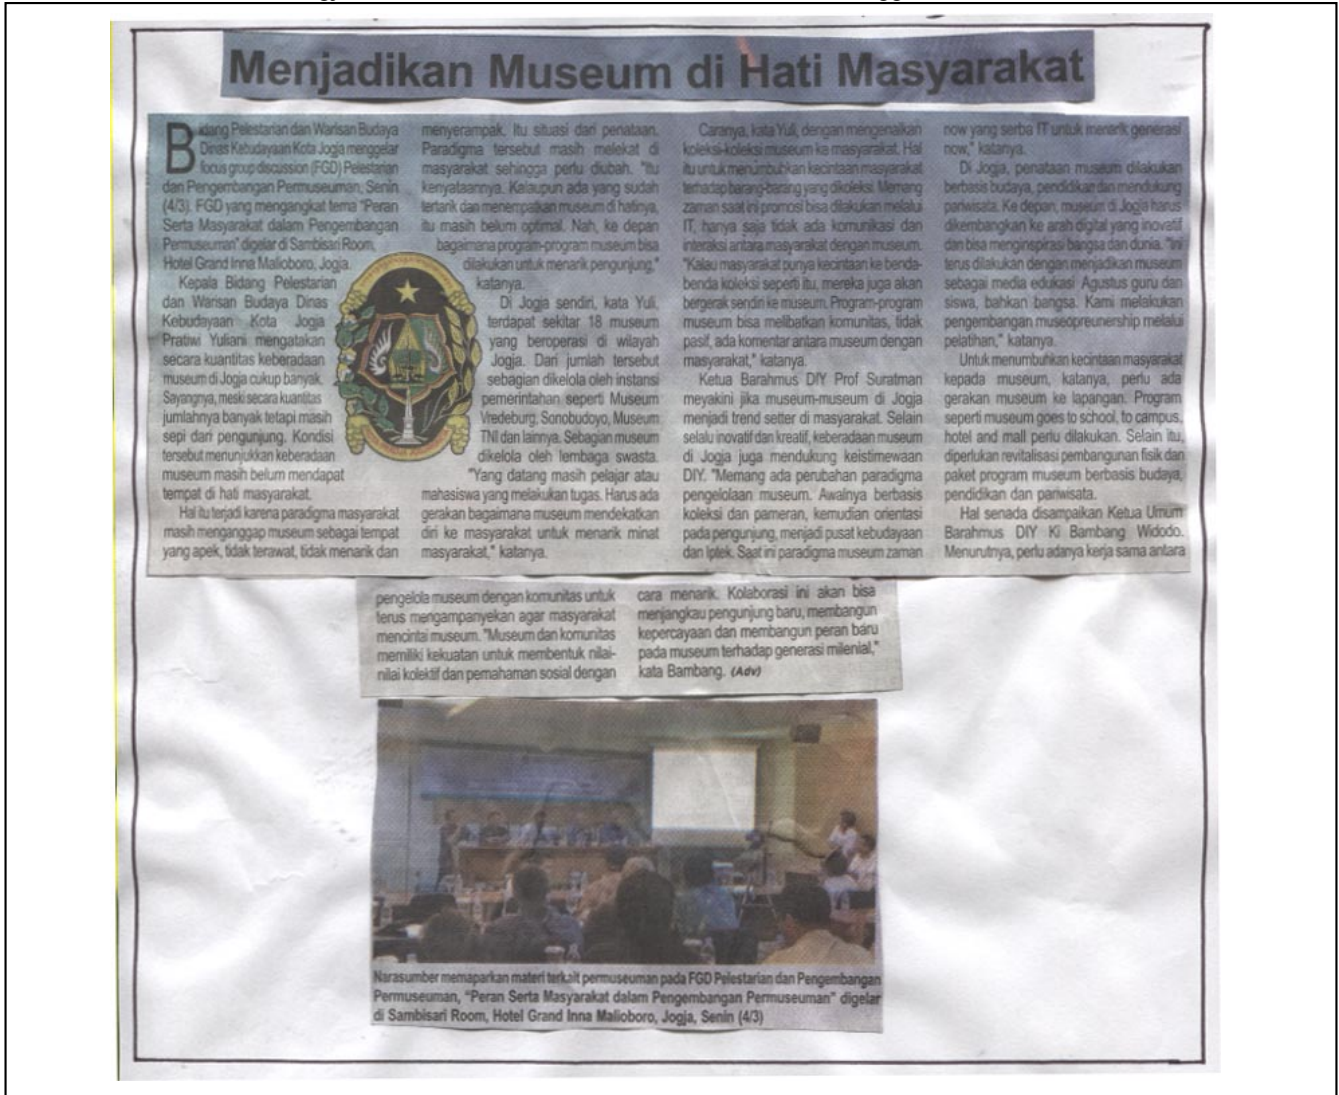 Menjadikan Museum di Hati Masyarakat
Bidang Pelestarian dan Warisan Budaya
Dinas Kebudayaan Kota Jogja menggelar
focus group discussion (FGD) Pelestarian
dan Pengembangan Permuseuman, Senin
(4/3). FGD yang mengangkat tema "Peran
Serta Masyarakat dalam Pengembangan
Permuseuman" digelar di Sambisari Room,
Hotel Grand Inna Malioboro, Jogja.
Kepala Bidang Pelestarian
dan Warisan Budaya Dinas
Kebudayaan Kota Jogja
Pratiwi Yuliani mengatakan
secara kuantitas keberadaan
museum di Jogja cukup banyak.
Sayangnya, meski secara kuantitas
jumlahnya banyak tetapi masih
sepi dari pengunjung. Kondisi
tersebut menunjukkan keberadaan
museum masih belum mendapat
tempat di hati masyarakat.
Hal itu terjadi karena paradigma masyarakat
masih menganggap museum sebagai tempat
yang apek, tidak terawat, tidak menarik dan
menyerampak. Itu situasi dari penataan.
Paradigma tersebut masih melekat di
masyarakat sehingga perlu diubah. "Itu
kenyataannya. Kalaupun ada yang sudah
tertarik dan menempatkan museum di hatinya,
itu masih belum optimal. Nah, ke depan
bagaimana program-program museum bisa
dilakukan untuk menarik pengunjung,"
katanya.
Di Jogja sendiri, kata Yuli,
terdapat sekitar 18 museum
yang beroperasi di wilayah
Jogja. Dari jumlah tersebut
sebagian dikelola oleh instansi
pemerintahan seperti Museum
Vredeburg, Sonobudoyo, Museum
TNI dan lainnya. Sebagian museum
dikelola oleh lembaga swasta.
"Yang datang masih pelajar atau
mahasiswa yang melakukan tugas. Harus ada
gerakan bagaimana museum mendekatkan
diri ke masyarakat untuk menarik minat
masyarakat," katanya.
Caranya, kata Yuli, dengan mengenalkan
koleksi-koleksi museum ke masyarakat. Hal
itu untuk menumbuhkan kecintaan masyarakat
terhadap barang-barang yang dikoleksi. Memang
zaman saat ini promosi bisa dilakukan melalui
IT, hanya saja tidak ada komunikasi dan
interaksi antara masyarakat dengan museum.
"Kalau masyarakat punya kecintaan ke benda-
benda koleksi seperti itu, mereka juga akan
bergerak sendiri ke museum. Program-program
museum bisa melibatkan komunitas, tidak
pasif, ada komentar antara museum dengan
masyarakat," katanya.
Ketua Barahmus DIY Prof Suratman
meyakini jika museum-museum di Jogja
menjadi trend setter di masyarakat. Selain
selalu inovatif dan kreatif, keberadaan museum
di Jogja juga mendukung keistimewaan
DIY. "Memang ada perubahan paradigma
pengelolaan museum. Awalnya berbasis
koleksi dan pameran, kemudian orientasi
pada pengunjung, menjadi pusat kebudayaan
dan Iptek. Saat ini paradigma museum zaman
now yang serba IT untuk menarik generasi
now," katanya.
Di Jogja, penataan museum dilakukan
berbasis budaya, pendidikan dan mendukung
pariwisata. Ke depan, museum di Jogja harus
dikembangkan ke arah digital yang inovatif
dan bisa menginspirasi bangsa dan dunia. "Ini
terus dilakukan dengan menjadikan museum
sebagai media edukasi Agustus guru dan
siswa, bahkan bangsa. Kami melakukan
pengembangan museopreunership melalui
pelatihan," katanya.
Untuk menumbuhkan kecintaan masyarakat
kepada museum, katanya, perlu ada
gerakan museum ke lapangan. Program
seperti museum goes to school, to campus,
hotel and mall perlu dilakukan. Selain itu,
diperlukan revitalisasi pembangunan fisik dan
paket program museum berbasis budaya,
pendidikan dan pariwisata.
Hal senada disampaikan Ketua Umum
Barahmus DIY Ki Bambang Widodo.
Menurutnya, perlu adanya kerja sama antara
pengelola museum dengan komunitas untuk
terus mengampanyekan agar masyarakat
mencintai museum. "Museum dan komunitas
memiliki kekuatan untuk membentuk nilai-
nilai kolektif dan pemahaman sosial dengan
cara menarik. Kolaborasi ini akan bisa
menjangkau pengunjung baru, membangun
kepercayaan dan membangun peran baru
pada museum terhadap generasi milenial,"
kata Bambang. (Adv)
Narasumber memaparkan materi terkait permuseuman pada FGD Pelestarian dan Pengembangan
Permuseuman, "Peran Serta Masyarakat dalam Pengembangan Permuseuman" digelar
di Sambisari Room, Hotel Grand Inna Malioboro, Jogja, Senin (4/3)